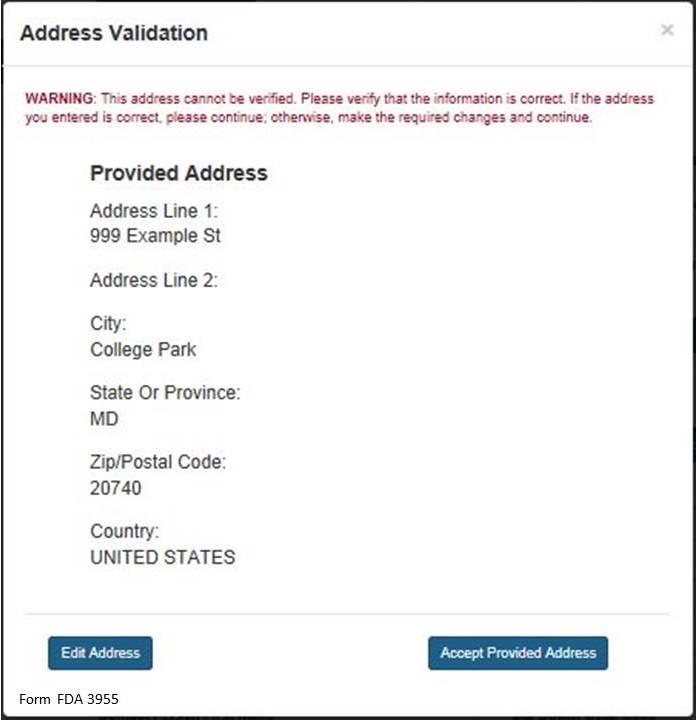 Address Validation
×
WARNING: This address cannot be verified. Please verify that the information is correct. If the address
you entered is correct, please continue; otherwise, make the required changes and continue.
Provided Address
Address Line 1:
999 Example St
Address Line 2:
City:
College Park
State Or Province:
MD
Zip/Postal Code:
20740
Country:
UNITED STATES
Edit Address
Accept Provided Address
Form FDA 3955